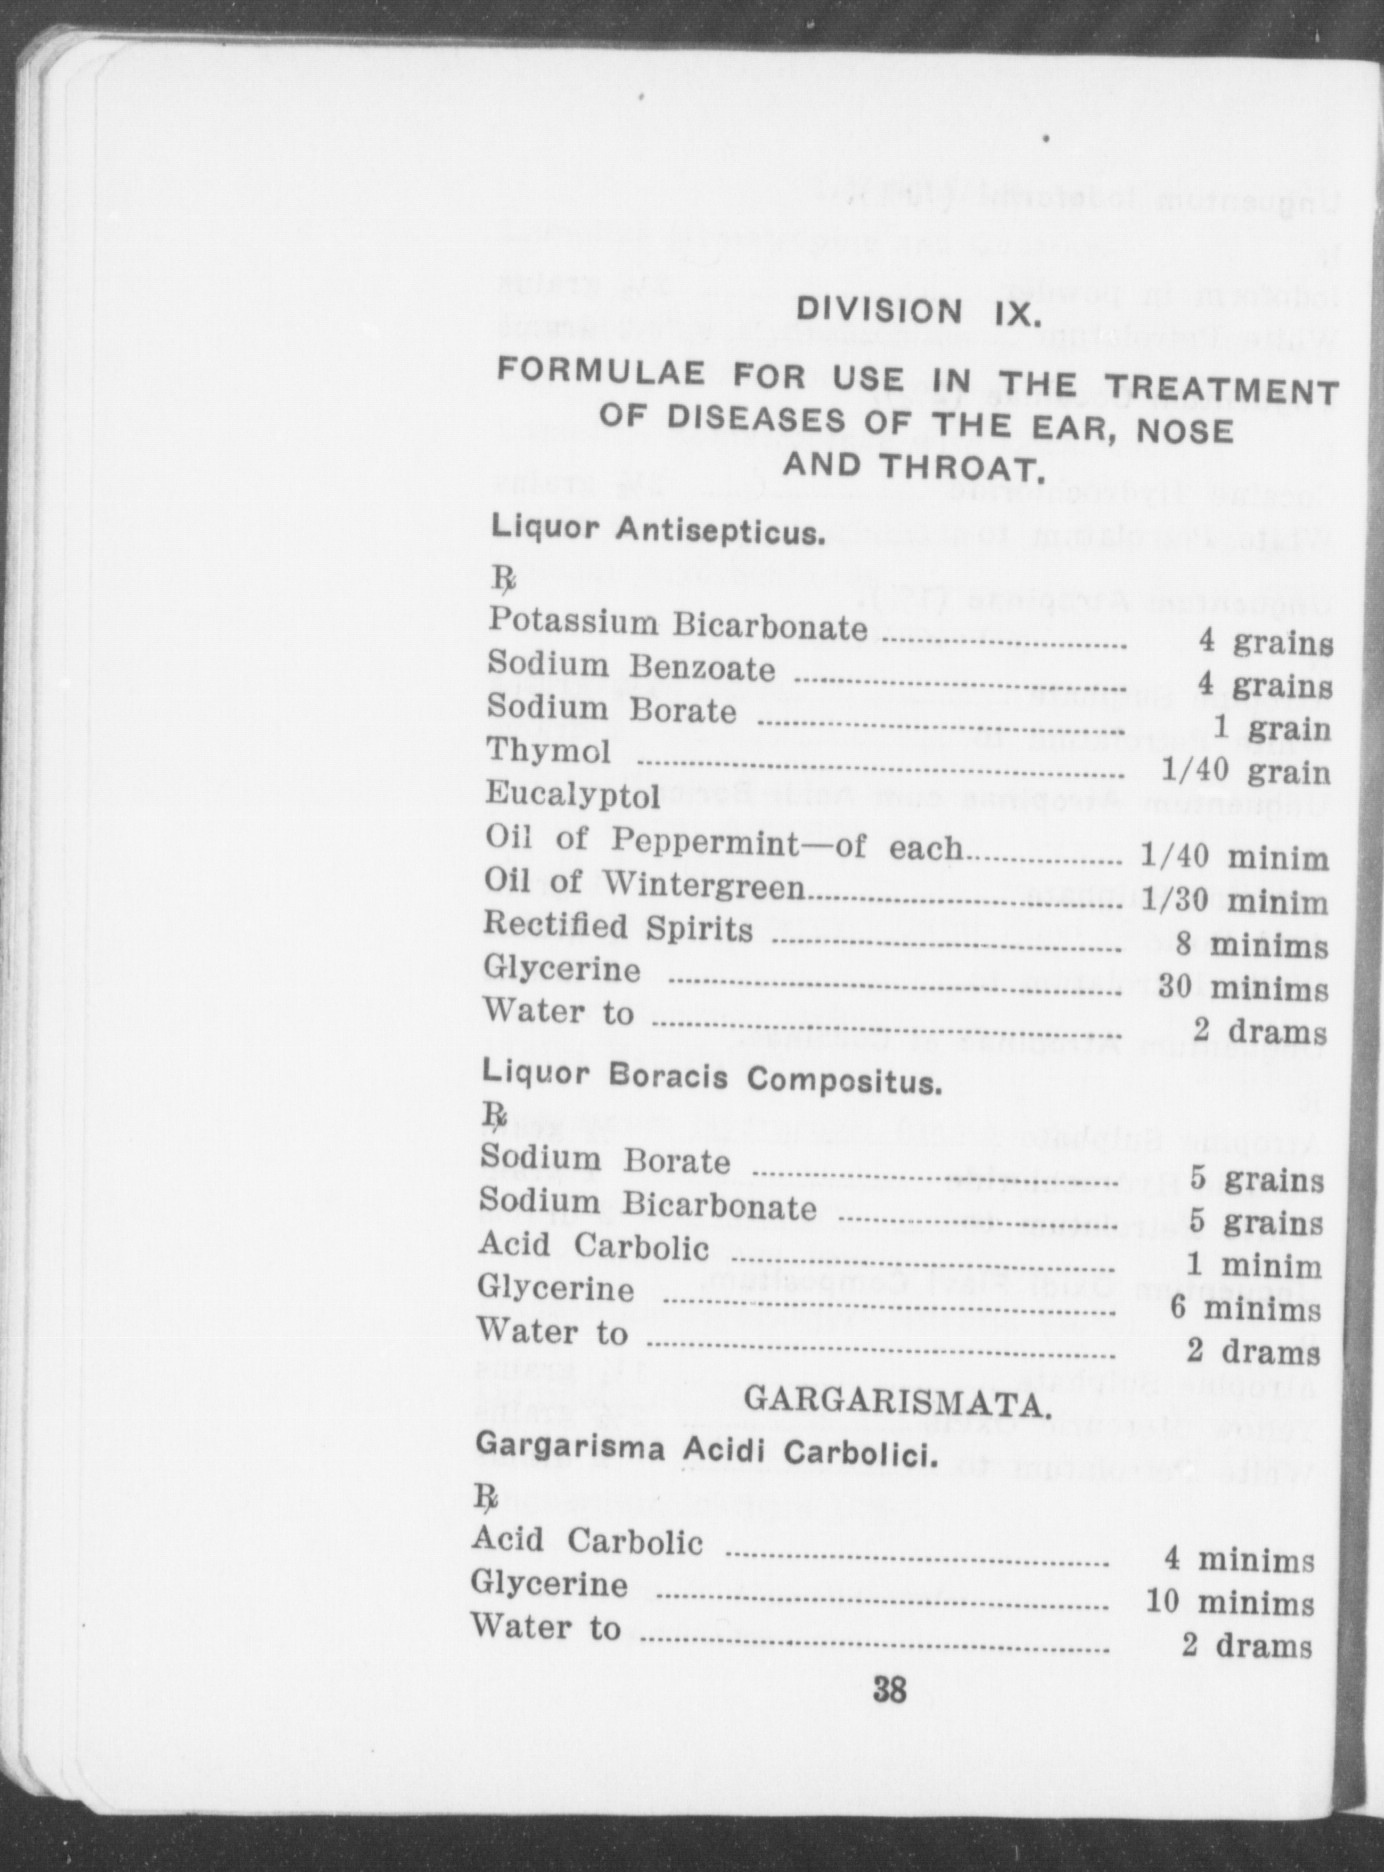 DIVISION IX.
FORMULAE FOR USE IN THE TREATMENT
OF DISEASES OF THE EAR, NOSE
AND THROAT.
Liquor Antisepticus.
℞
Potassium Bicarbonate ........................ 4 grains
Sodium Benzoate ........................ 4 grains
Sodium Borate ........................ 1 grain
Thymol ........................ 1/40 grain
Eucalyptol
Oil of Peppermint—of each........................ 1/40 minim
Oil of Wintergreen........................ 1/30 minim
Rectified Spirits ........................ 8 minims
Glycerine ........................ 30 minims
Water to ........................ 2 drams
Liquor Boracis Compositus.
℞
Sodium Borate ........................ 5 grains
Sodium Bicarbonate ........................ 5 grains
Acid Carbolic ........................ 1 minim
Glycerine ........................ 6 minims
Water to ........................ 2 drams
GARGARISMATA.
Gargarisma Acidi Carbolici.
℞
Acid Carbolic ........................ 4 minims
Glycerine ........................ 10 minims
Water to ........................ 2 drams
38